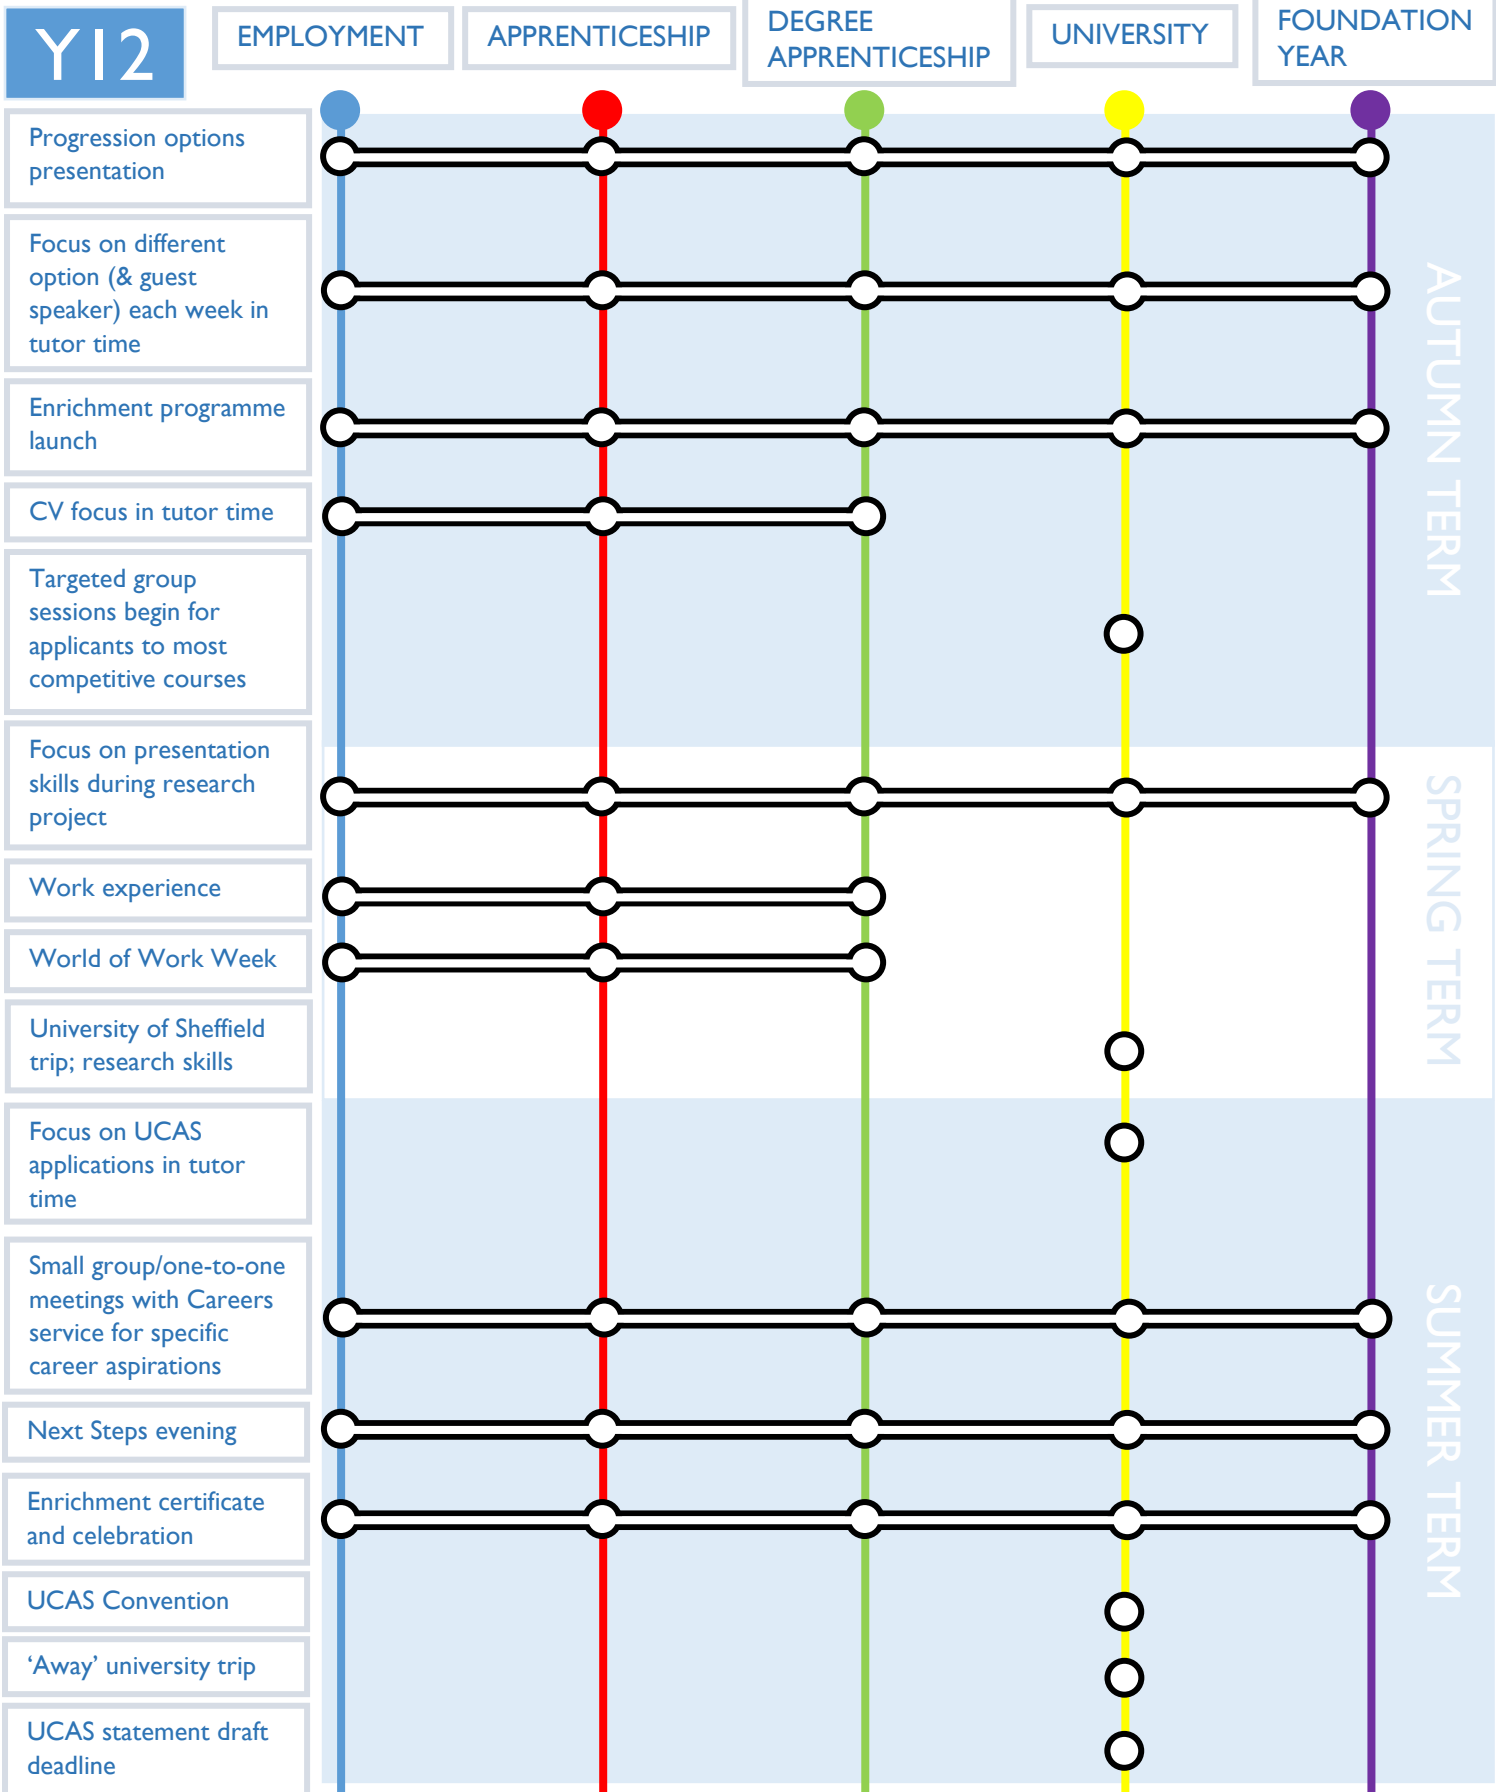 Y12
EMPLOYMENT
APPRENTICESHIP
DEGREE
APPRENTICESHIP
UNIVERSITY
FOUNDATION
YEAR
Progression options
presentation
Focus on different
option (& guest
speaker) each week in
tutor time
Enrichment programme
launch
CV focus in tutor time
Targeted group
sessions begin for
applicants to most
competitive courses
AUTUMN TERM
Focus on presentation
skills during research
project
Work experience
World of Work Week
University of Sheffield
trip; research skills
SPRING TERM
Focus on UCAS
applications in tutor
time
Small group/one-to-one
meetings with Careers
service for specific
career aspirations
Next Steps evening
Enrichment certificate
and celebration
UCAS Convention
‘Away’ university trip
UCAS statement draft
deadline
SUMMER TERM